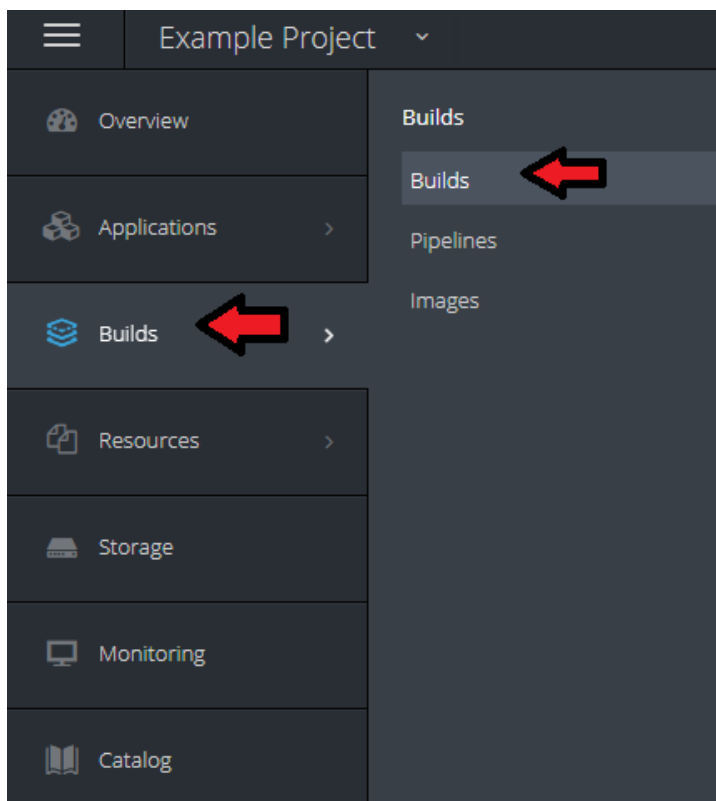 Example Project
Overview
Applications
Builds
Resources
Storage
Monitoring
Catalog
Builds
Builds
Pipelines
Images